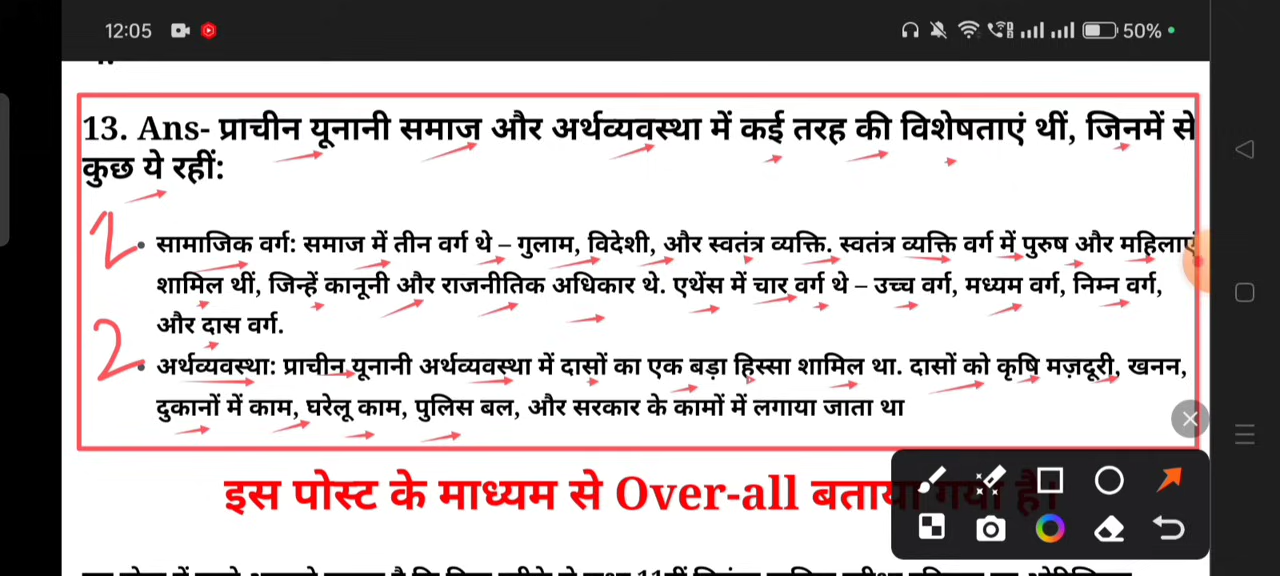 12:05
50%
13. Ans- प्राचीन यूनानी समाज और अर्थव्यवस्था में कई तरह की विशेषताएं थीं, जिनमें से
कुछ ये रहीं:
2
• सामाजिक वर्ग: समाज में तीन वर्ग थे – गुलाम, विदेशी, और स्वतंत्र व्यक्ति. स्वतंत्र व्यक्ति वर्ग में पुरुष और महिलाएं
शामिल थीं, जिन्हें कानूनी और राजनीतिक अधिकार थे. एथेंस में चार वर्ग थे – उच्च वर्ग, मध्यम वर्ग, निम्न वर्ग,
और दास वर्ग.
2
• अर्थव्यवस्था: प्राचीन यूनानी अर्थव्यवस्था में दासों का एक बड़ा हिस्सा शामिल था. दासों को कृषि मज़दूरी, खनन,
दुकानों में काम, घरेलू काम, पुलिस बल, और सरकार के कामों में लगाया जाता था
इस पोस्ट के माध्यम से Over-all बताया गया है।